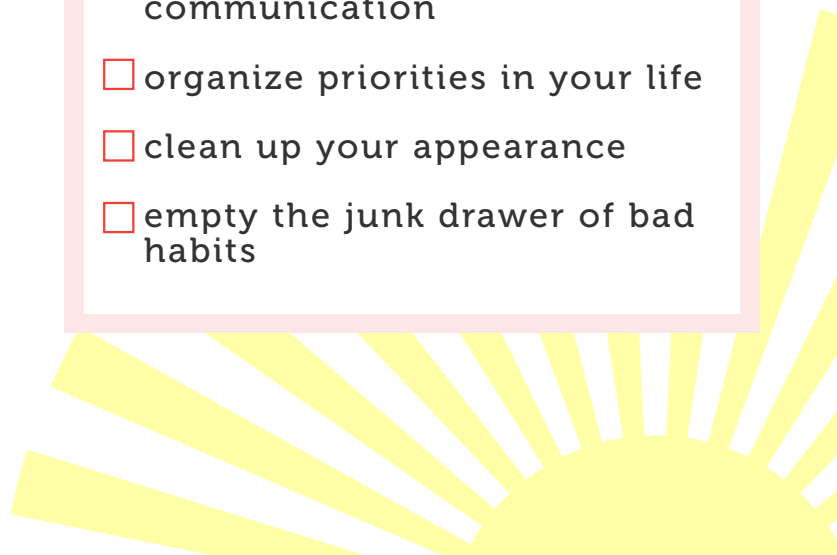 communication
organize priorities in your life
clean up your appearance
empty the junk drawer of bad
habits